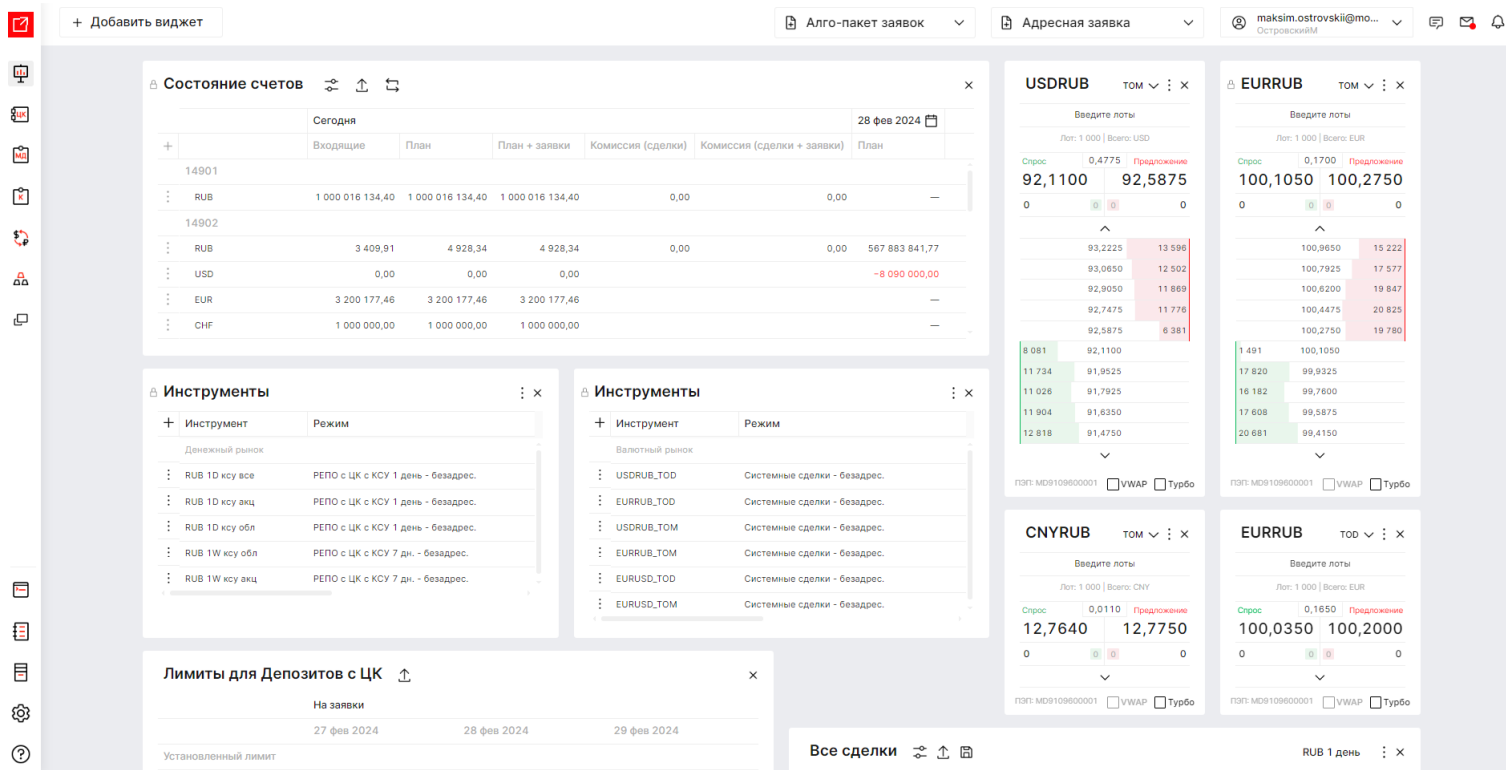 + Добавить виджет
Алго-пакет заявок
Адресная заявка
maksim.ostrovskii@mo...
ОстровскийМ
Состояние счетов
Сегодня
28 фев 2024
Входящие План План + заявки Комиссия (сделки) Комиссия (сделки + заявки) План
14901
RUB 1 000 016 134,40 1 000 016 134,40 1 000 016 134,40 0,00 0,00 —
14902
RUB 3 409,91 4 928,34 4 928,34 0,00 0,00 567 883 841,77
USD 0,00 0,00 0,00 −8 090 000,00
EUR 3 200 177,46 3 200 177,46 3 200 177,46 —
CHF 1 000 000,00 1 000 000,00 1 000 000,00 —
Инструменты
Инструмент Режим
Денежный рынок
RUB 1D ксу все РЕПО с ЦК с КСУ 1 день - безадрес.
RUB 1D ксу акц РЕПО с ЦК с КСУ 1 день - безадрес.
RUB 1D ксу обл РЕПО с ЦК с КСУ 1 день - безадрес.
RUB 1W ксу обл РЕПО с ЦК с КСУ 7 дн. - безадрес.
RUB 1W ксу акц РЕПО с ЦК с КСУ 7 дн. - безадрес.
Инструменты
Инструмент Режим
Валютный рынок
USDRUB_TOD Системные сделки - безадрес.
EURRUB_TOD Системные сделки - безадрес.
USDRUB_TOM Системные сделки - безадрес.
EURRUB_TOM Системные сделки - безадрес.
EURUSD_TOD Системные сделки - безадрес.
EURUSD_TOM Системные сделки - безадрес.
Лимиты для Депозитов с ЦК
На заявки
27 фев 2024 28 фев 2024 29 фев 2024
Установленный лимит
USDRUB TOM
Введите лоты
Лот: 1 000 | Всего: USD
Спрос 0,4775 Предложение
92,1100 92,5875
0 0 0 0
93,2225 13 596
93,0650 12 502
92,9050 11 869
92,7475 11 776
92,5875 6 381
8 081 92,1100
11 734 91,9525
11 026 91,7925
11 904 91,6350
12 818 91,4750
ПЭП: MD9109600001 VWAP Турбо
EURRUB TOM
Введите лоты
Лот: 1 000 | Всего: EUR
Спрос 0,1700 Предложение
100,1050 100,2750
0 0 0 0
100,9650 15 222
100,7925 17 577
100,6200 19 847
100,4475 20 825
100,2750 19 780
1 491 100,1050
17 820 99,9325
16 182 99,7600
17 608 99,5875
20 681 99,4150
ПЭП: MD9109600001 VWAP Турбо
CNYRUB TOM
Введите лоты
Лот: 1 000 | Всего: CNY
Спрос 0,0110 Предложение
12,7640 12,7750
0 0 0 0
ПЭП: MD9109600001 VWAP Турбо
EURRUB TOD
Введите лоты
Лот: 1 000 | Всего: EUR
Спрос 0,1650 Предложение
100,0350 100,2000
0 0 0 0
ПЭП: MD9109600001 VWAP Турбо
Все сделки
RUB 1 день
ЦК
МД
К